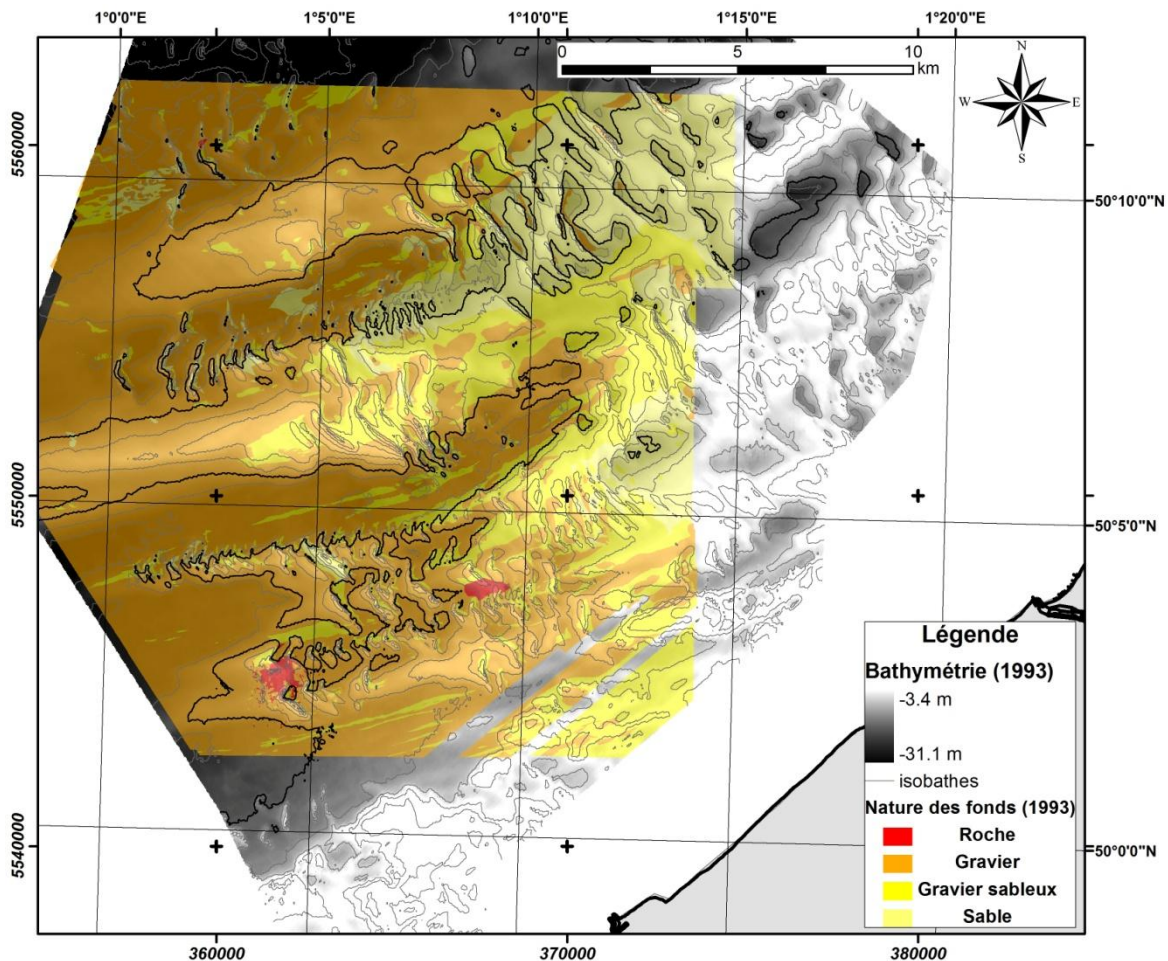 1°0'0"E 1°5'0"E 1°10'0"E 1°15'0"E 1°20'0"E
0 5 10
km
N
W E
S
5560000
50°10'0"N
5550000
50°5'0"N
Légende
Bathymétrie (1993)
-3.4 m
-31.1 m
isobathes
Nature des fonds (1993)
Roche
Gravier
Gravier sableux
Sable
5540000
50°0'0"N
360000 370000 380000